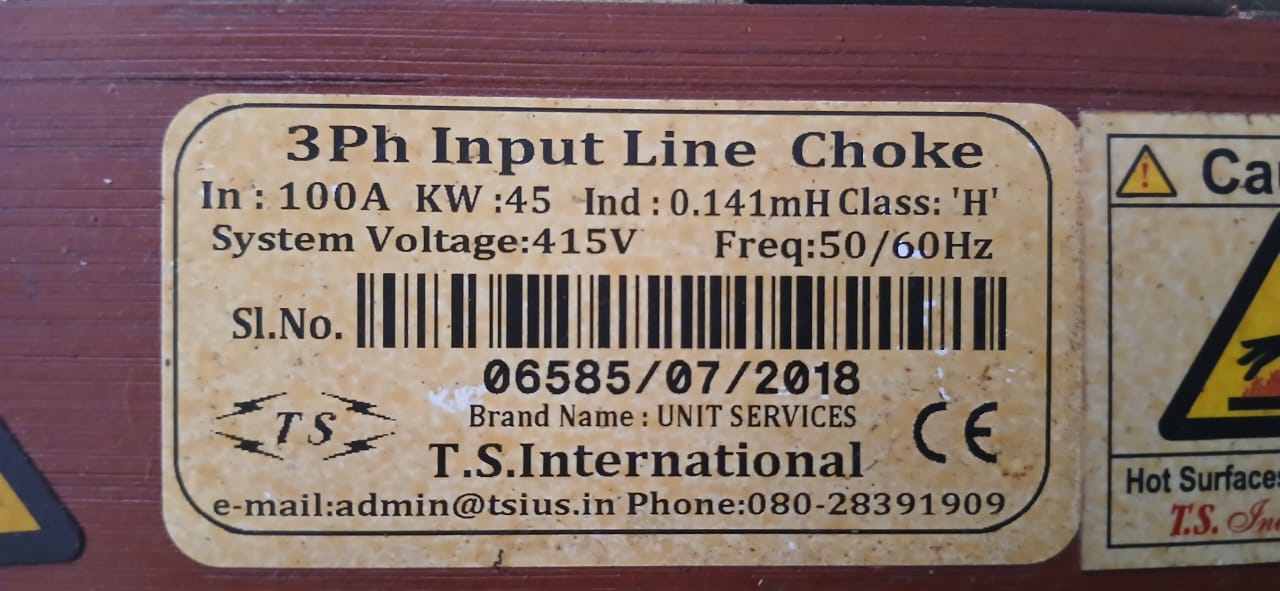 3Ph Input Line Choke
In : 100A KW :45 Ind : 0.141mH Class: 'H'
System Voltage:415V Freq:50/60Hz
Sl.No.
06585/07/2018
TS
Brand Name : UNIT SERVICES
T.S.International
CE
e-mail:admin@tsius.in Phone:080-28391909
!
Hot Surfaces
T.S.